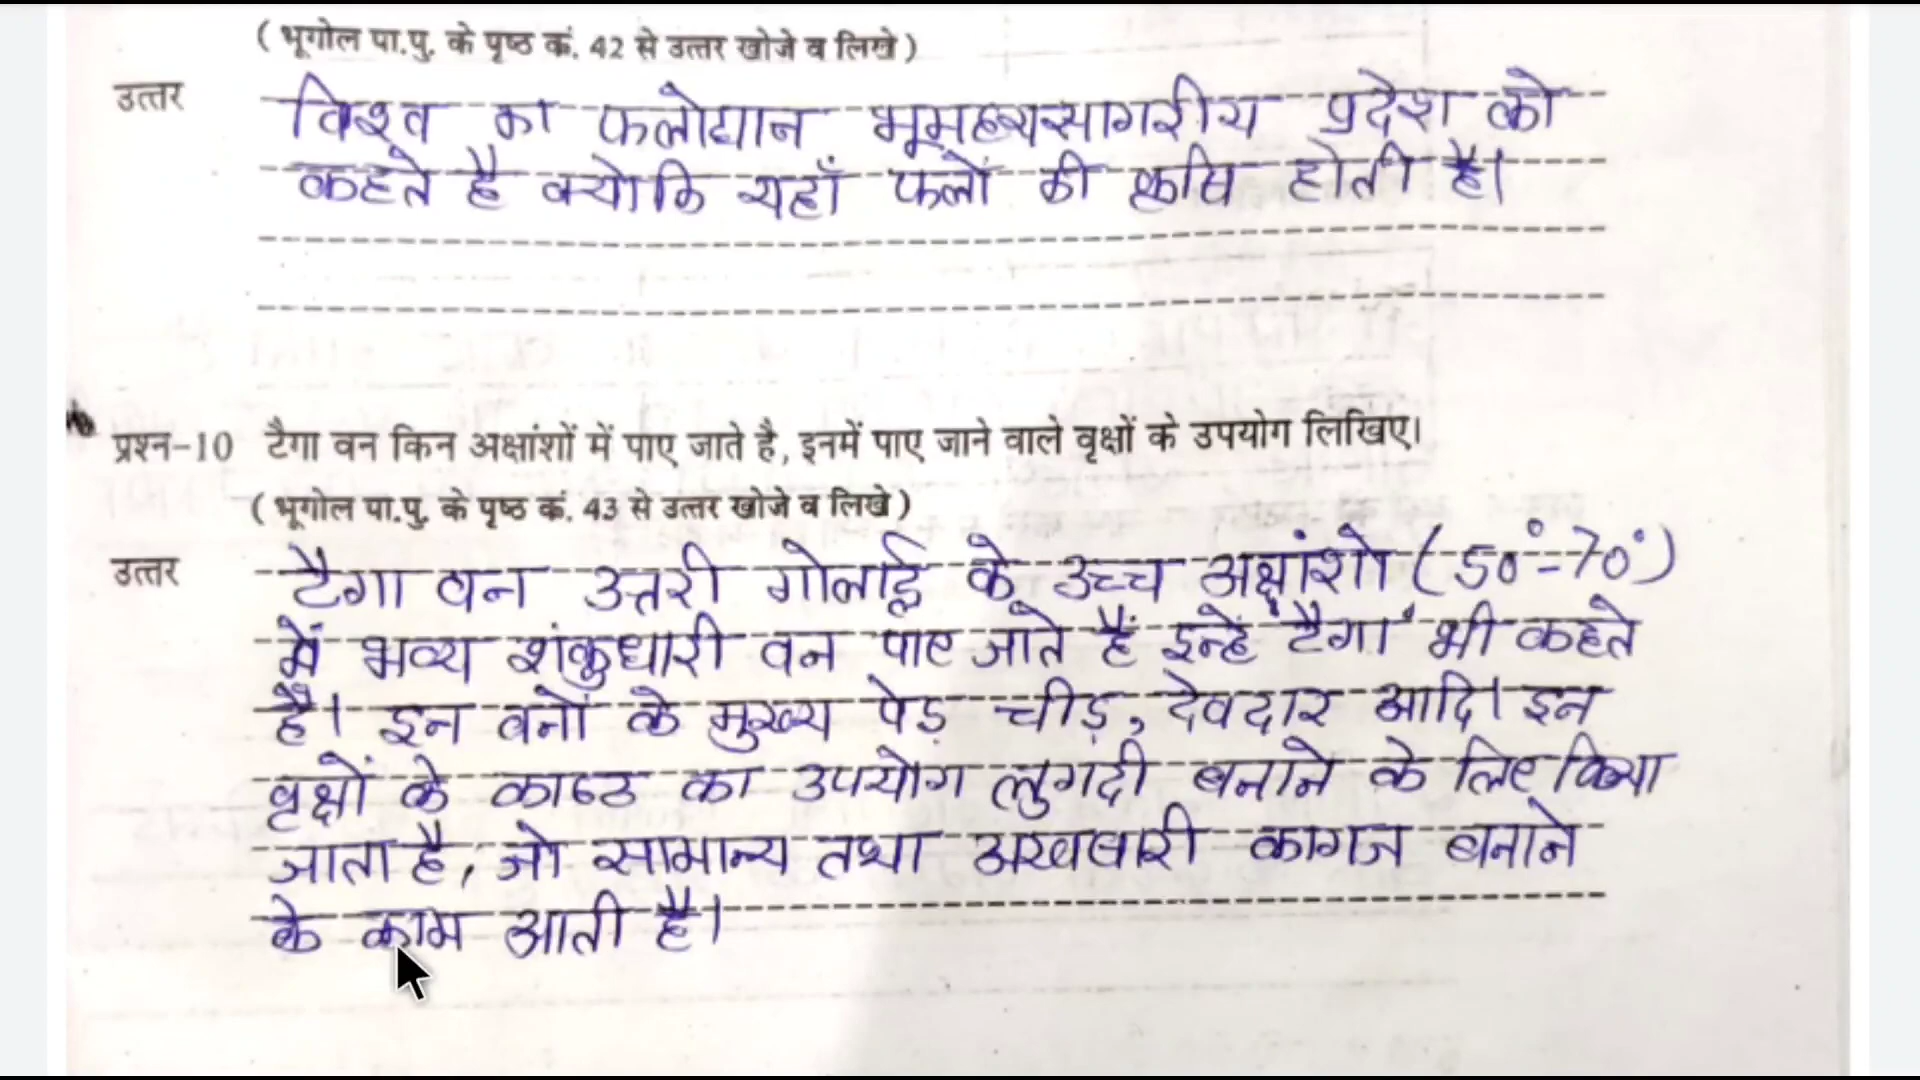 ( भूगोल पा.पु. के पृष्ठ कं. 42 से उत्तर खोजे व लिखे )
उत्तर विश्व का फलोद्यान भूमध्यसागरीय प्रदेश को
कहते है क्योकि यहाँ फलों की कृषि होती है।
प्रश्न-10 टैगा वन किन अक्षांशों में पाए जाते है, इनमें पाए जाने वाले वृक्षों के उपयोग लिखिए।
( भूगोल पा.पु. के पृष्ठ कं. 43 से उत्तर खोजे व लिखे )
उत्तर टैगा वन उत्तरी गोलार्द्ध के उच्च अक्षांशो (50°-70°)
में भव्य शंकुधारी वन पाए जाते हैं इन्हें 'टैगा' भी कहते
है। इन वनों के मुख्य पेड़ चीड़, देवदार आदि। इन
वृक्षों के काष्ठ का उपयोग लुगदी बनाने के लिए किया
जाता है, जो सामान्य तथा अखबारी कागज बनाने
के काम आती है।